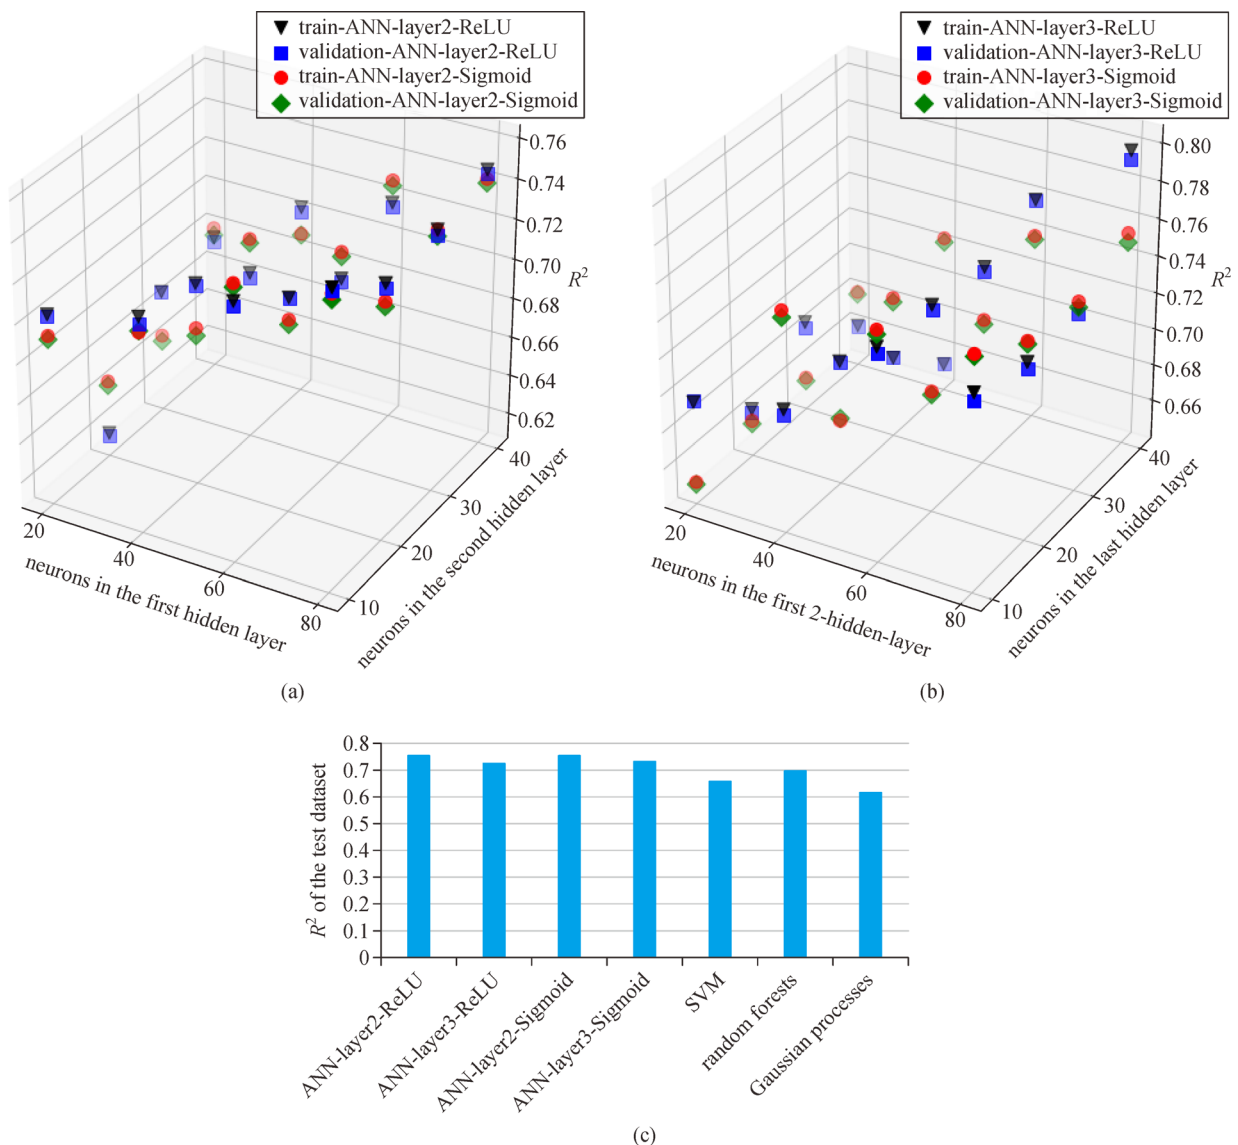 train-ANN-layer2-ReLU
validation-ANN-layer2-ReLU
train-ANN-layer2-Sigmoid
validation-ANN-layer2-Sigmoid
0.76
0.74
0.72
0.70
0.68
0.66
0.64
0.62
R²
20
40
60
80
neurons in the first hidden layer
10
20
30
40
neurons in the second hidden layer
(a)
train-ANN-layer3-ReLU
validation-ANN-layer3-ReLU
train-ANN-layer3-Sigmoid
validation-ANN-layer3-Sigmoid
0.80
0.78
0.76
0.74
0.72
0.70
0.68
0.66
R²
20
40
60
80
neurons in the first 2-hidden-layer
10
20
30
40
neurons in the last hidden layer
(b)
R² of the test dataset
0.8
0.7
0.6
0.5
0.4
0.3
0.2
0.1
0
ANN-layer2-ReLU
ANN-layer3-ReLU
ANN-layer2-Sigmoid
ANN-layer3-Sigmoid
SVM
random forests
Gaussian processes
(c)